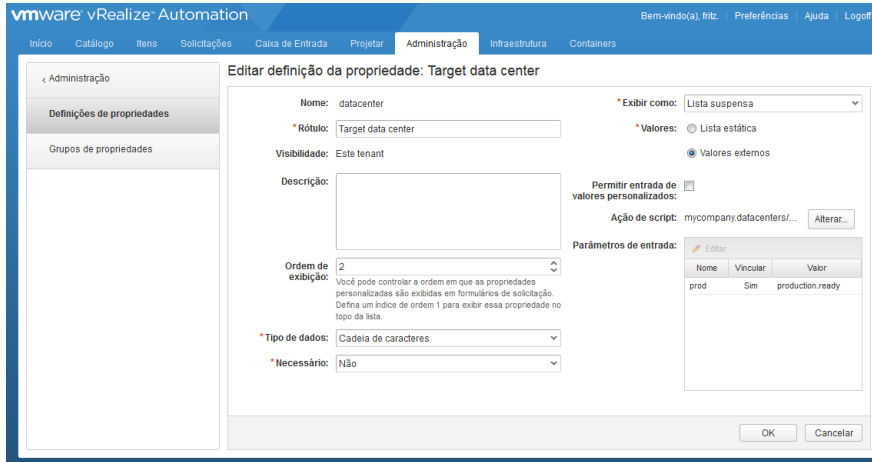 vmware vRealize Automation
Bem-vindo(a), fritz. Preferências Ajuda Logoff
Início Catálogo Itens Solicitações Caixa de Entrada Projetar Administração Infraestrutura Containers
< Administração
Definições de propriedades
Grupos de propriedades
Editar definição da propriedade: Target data center
Nome: datacenter
* Rótulo: Target data center
Visibilidade: Este tenant
Descrição:
Ordem de exibição: 2
Você pode controlar a ordem em que as propriedades
personalizadas são exibidas em formulários de solicitação.
Defina um índice de ordem 1 para exibir essa propriedade no
topo da lista.
* Tipo de dados: Cadeia de caracteres
* Necessário: Não
* Exibir como: Lista suspensa
* Valores: Lista estática
Valores externos
Permitir entrada de
valores personalizados:
Ação de script: mycompany.datacenters/... Alterar...
Parâmetros de entrada: Editar
Nome Vincular Valor
prod Sim production.ready
OK Cancelar